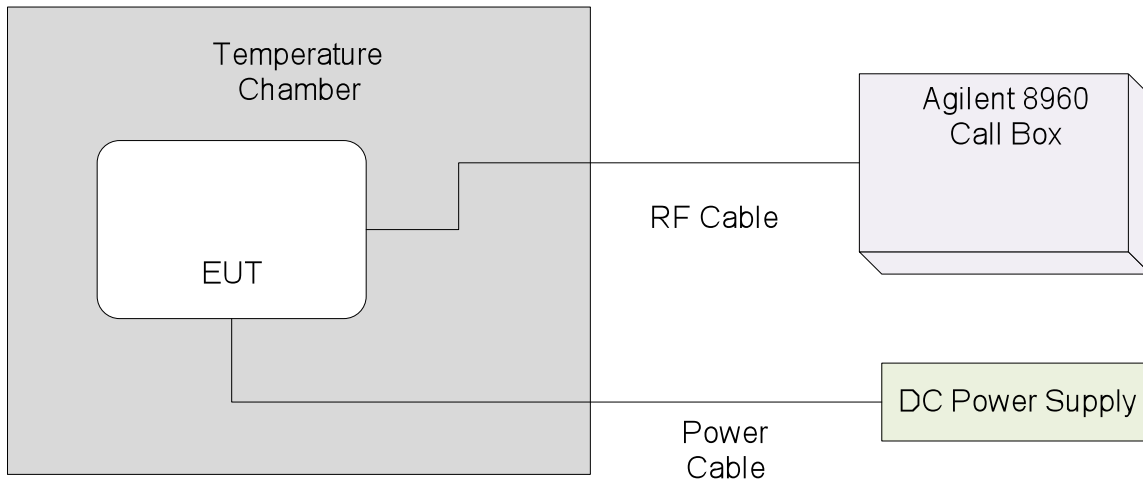 Temperature
Chamber
Agilent 8960
Call Box
RF Cable
EUT
DC Power Supply
Power
Cable